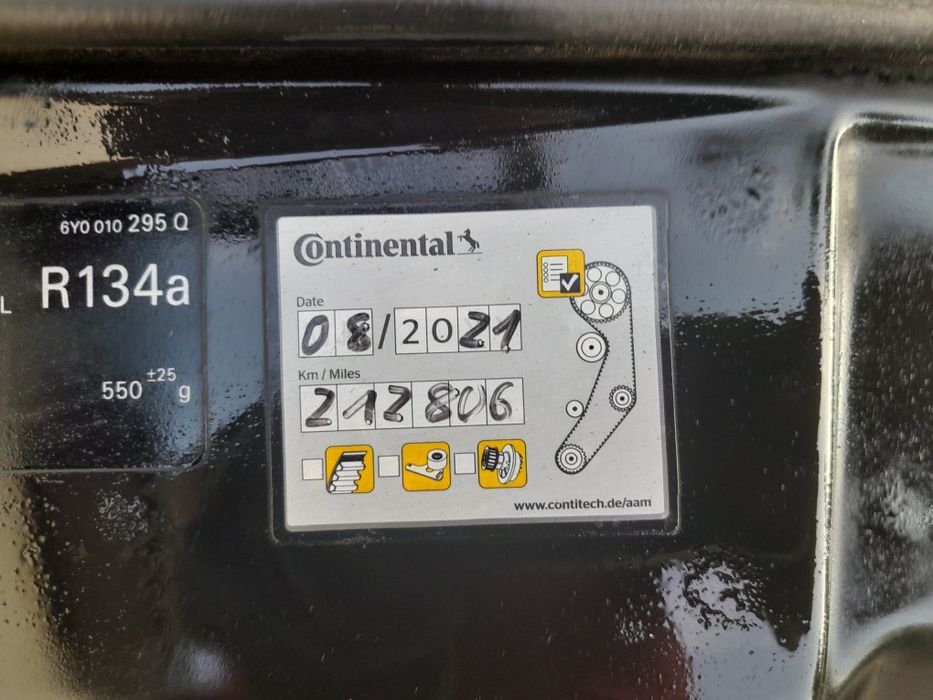 6Y0 010 295 Q
L R134a
550 ±25 g
Continental
Date
08/2021
Km / Miles
212806
www.contitech.de/aam